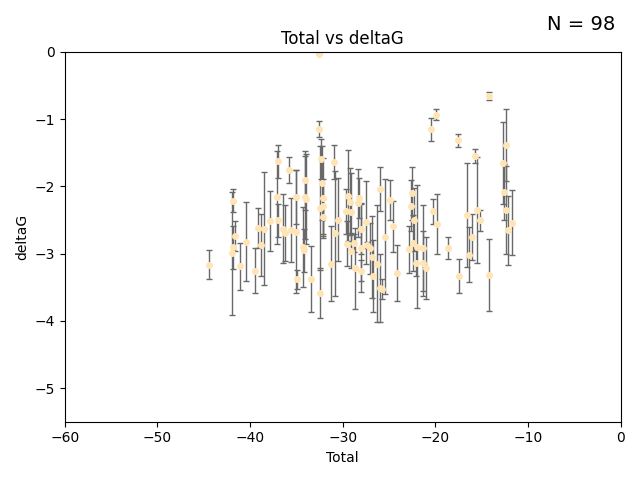 N = 98
Total vs deltaG
0
−1
−2
−3
−4
−5
deltaG
−60 −50 −40 −30 −20 −10 0
Total